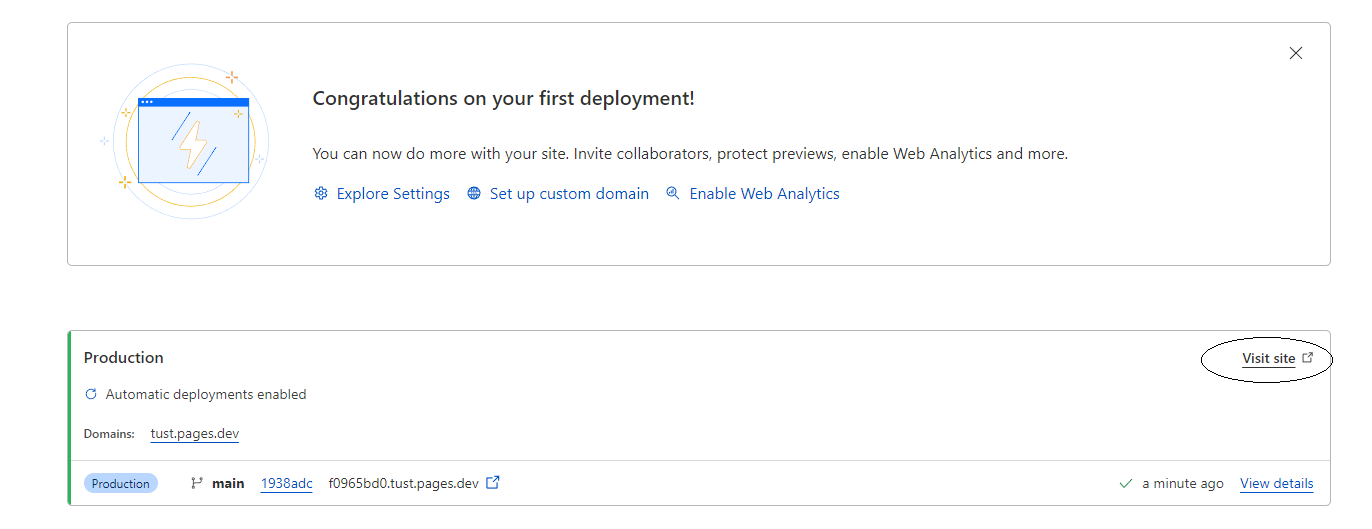 Congratulations on your first deployment!
You can now do more with your site. Invite collaborators, protect previews, enable Web Analytics and more.
Explore Settings Set up custom domain Enable Web Analytics
Production Visit site
Automatic deployments enabled
Domains: tust.pages.dev
Production main 1938adc f0965bd0.tust.pages.dev a minute ago View details